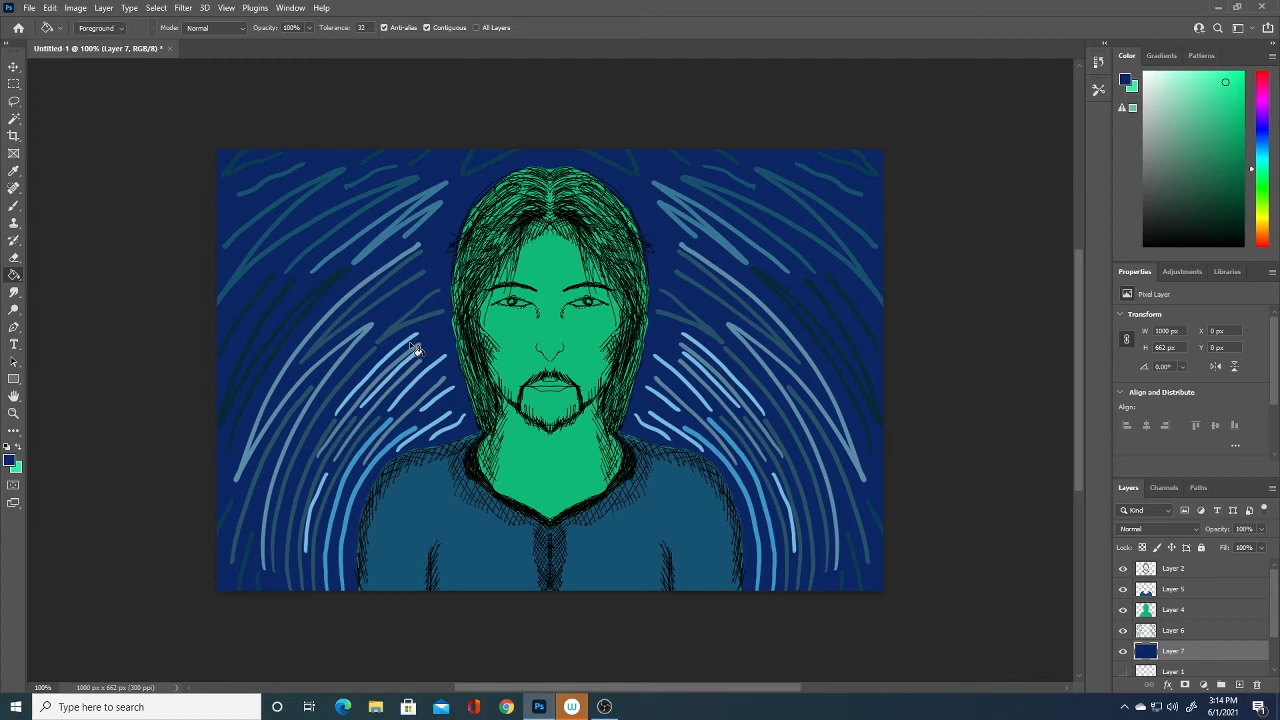 Ps File Edit Image Layer Type Select Filter 3D View Plugins Window Help
Foreground Mode: Normal Opacity: 100% Tolerance: 32 Anti-alias Contiguous All Layers
Untitled-1 @ 100% (Layer 7, RGB/8) * ×
Color Gradients Patterns
Properties Adjustments Libraries
Pixel Layer
Transform
W 1000 px X 0 px
H 662 px Y 0 px
0.00°
Align and Distribute
Align:
Layers Channels Paths
Kind
Normal Opacity: 100%
Lock: Fill: 100%
Layer 2
Layer 5
Layer 4
Layer 6
Layer 7
Layer 1
100% 1000 px x 662 px (300 ppi)
Type here to search
Ps
W
3:14 PM
6/1/2021